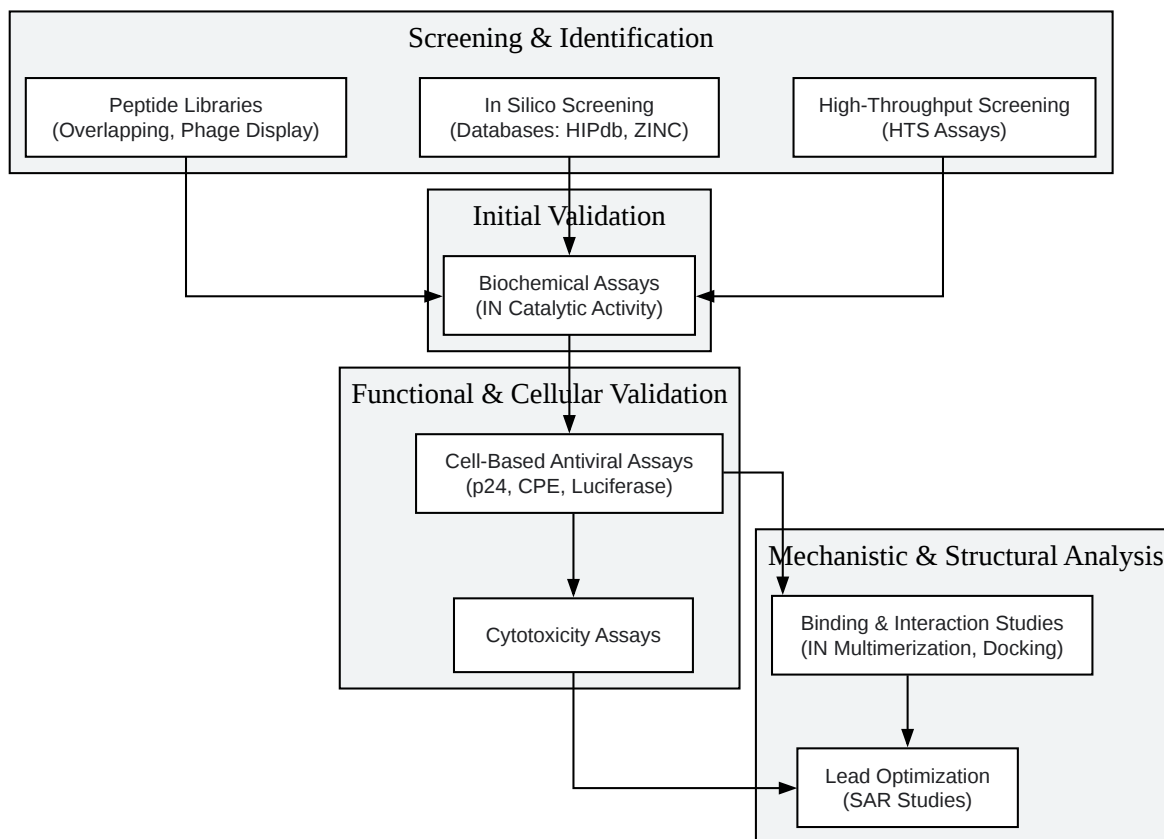 Screening & Identification
Peptide Libraries
(Overlapping, Phage Display)
In Silico Screening
(Databases: HIPdb, ZINC)
High-Throughput Screening
(HTS Assays)
Initial Validation
Biochemical Assays
(IN Catalytic Activity)
Functional & Cellular Validation
Cell-Based Antiviral Assays
(p24, CPE, Luciferase)
Cytotoxicity Assays
Mechanistic & Structural Analysis
Binding & Interaction Studies
(IN Multimerization, Docking)
Lead Optimization
(SAR Studies)